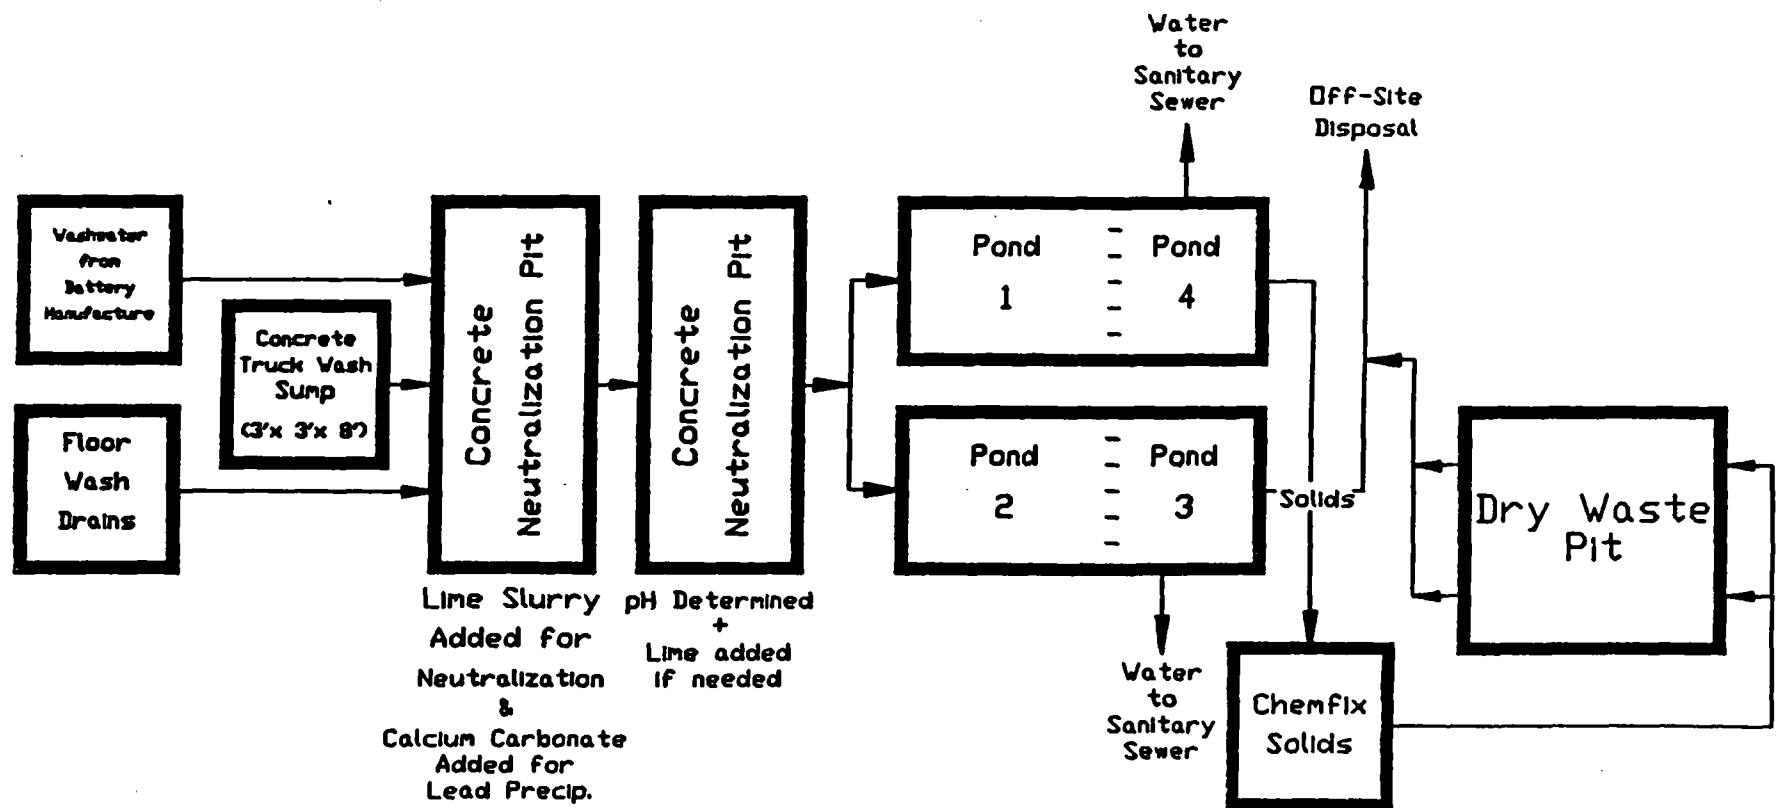 Water
to
Sanitary
Sewer
Off-Site
Disposal
Washwater
from
Battery
Manufacture
Concrete
Truck Wash
Sump
(3'x 3'x 8')
Floor
Wash
Drains
Concrete
Neutralization Pit
Concrete
Neutralization Pit
Pond
1
Pond
4
Pond
2
Pond
3
Solids
Dry Waste
Pit
Lime Slurry
Added for
Neutralization
&
Calcium Carbonate
Added for
Lead Precip.
pH Determined
+
Lime added
if needed
Water
to
Sanitary
Sewer
Chemfix
Solids